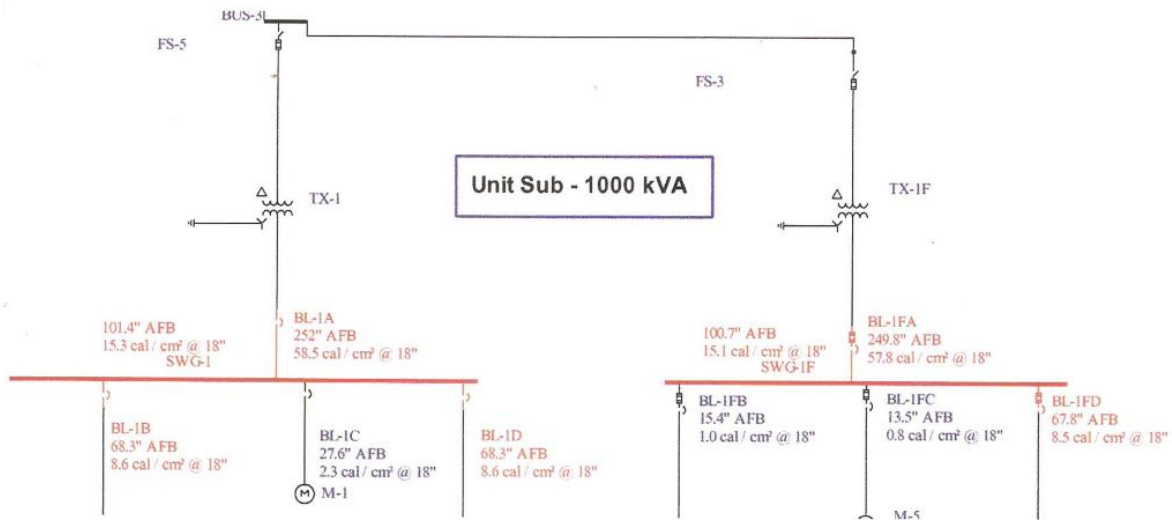 BUS-3
FS-5
FS-3
Unit Sub - 1000 kVA
TX-1
TX-1F
101.4" AFB
15.3 cal / cm² @ 18"
SWG-1
BL-1A
252" AFB
58.5 cal / cm² @ 18"
100.7" AFB
15.1 cal / cm² @ 18"
SWG-1F
BL-1FA
249.8" AFB
57.8 cal / cm² @ 18"
BL-1B
68.3" AFB
8.6 cal / cm² @ 18"
BL-1C
27.6" AFB
2.3 cal / cm² @ 18"
M M-1
BL-1D
68.3" AFB
8.6 cal / cm² @ 18"
BL-1FB
15.4" AFB
1.0 cal / cm² @ 18"
BL-1FC
13.5" AFB
0.8 cal / cm² @ 18"
M-5
BL-1FD
67.8" AFB
8.5 cal / cm² @ 18"